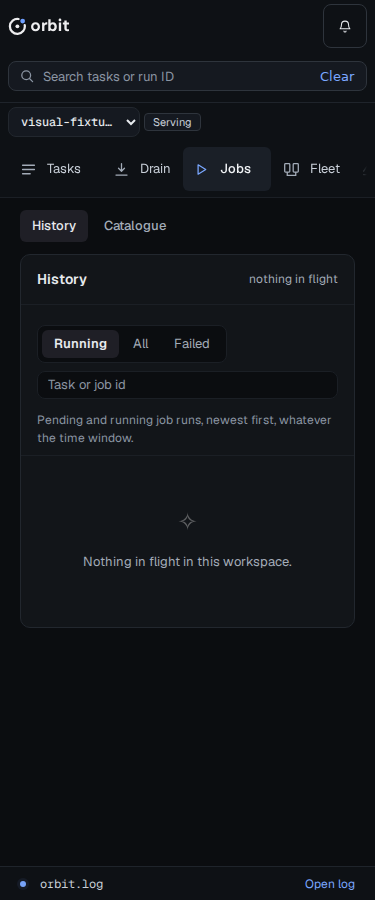 orbit
Search tasks or run ID Clear
visual-fixtu… Serving
Tasks Drain Jobs Fleet
History Catalogue
History nothing in flight
Running All Failed
Task or job id
Pending and running job runs, newest first, whatever
the time window.
Nothing in flight in this workspace.
orbit.log Open log